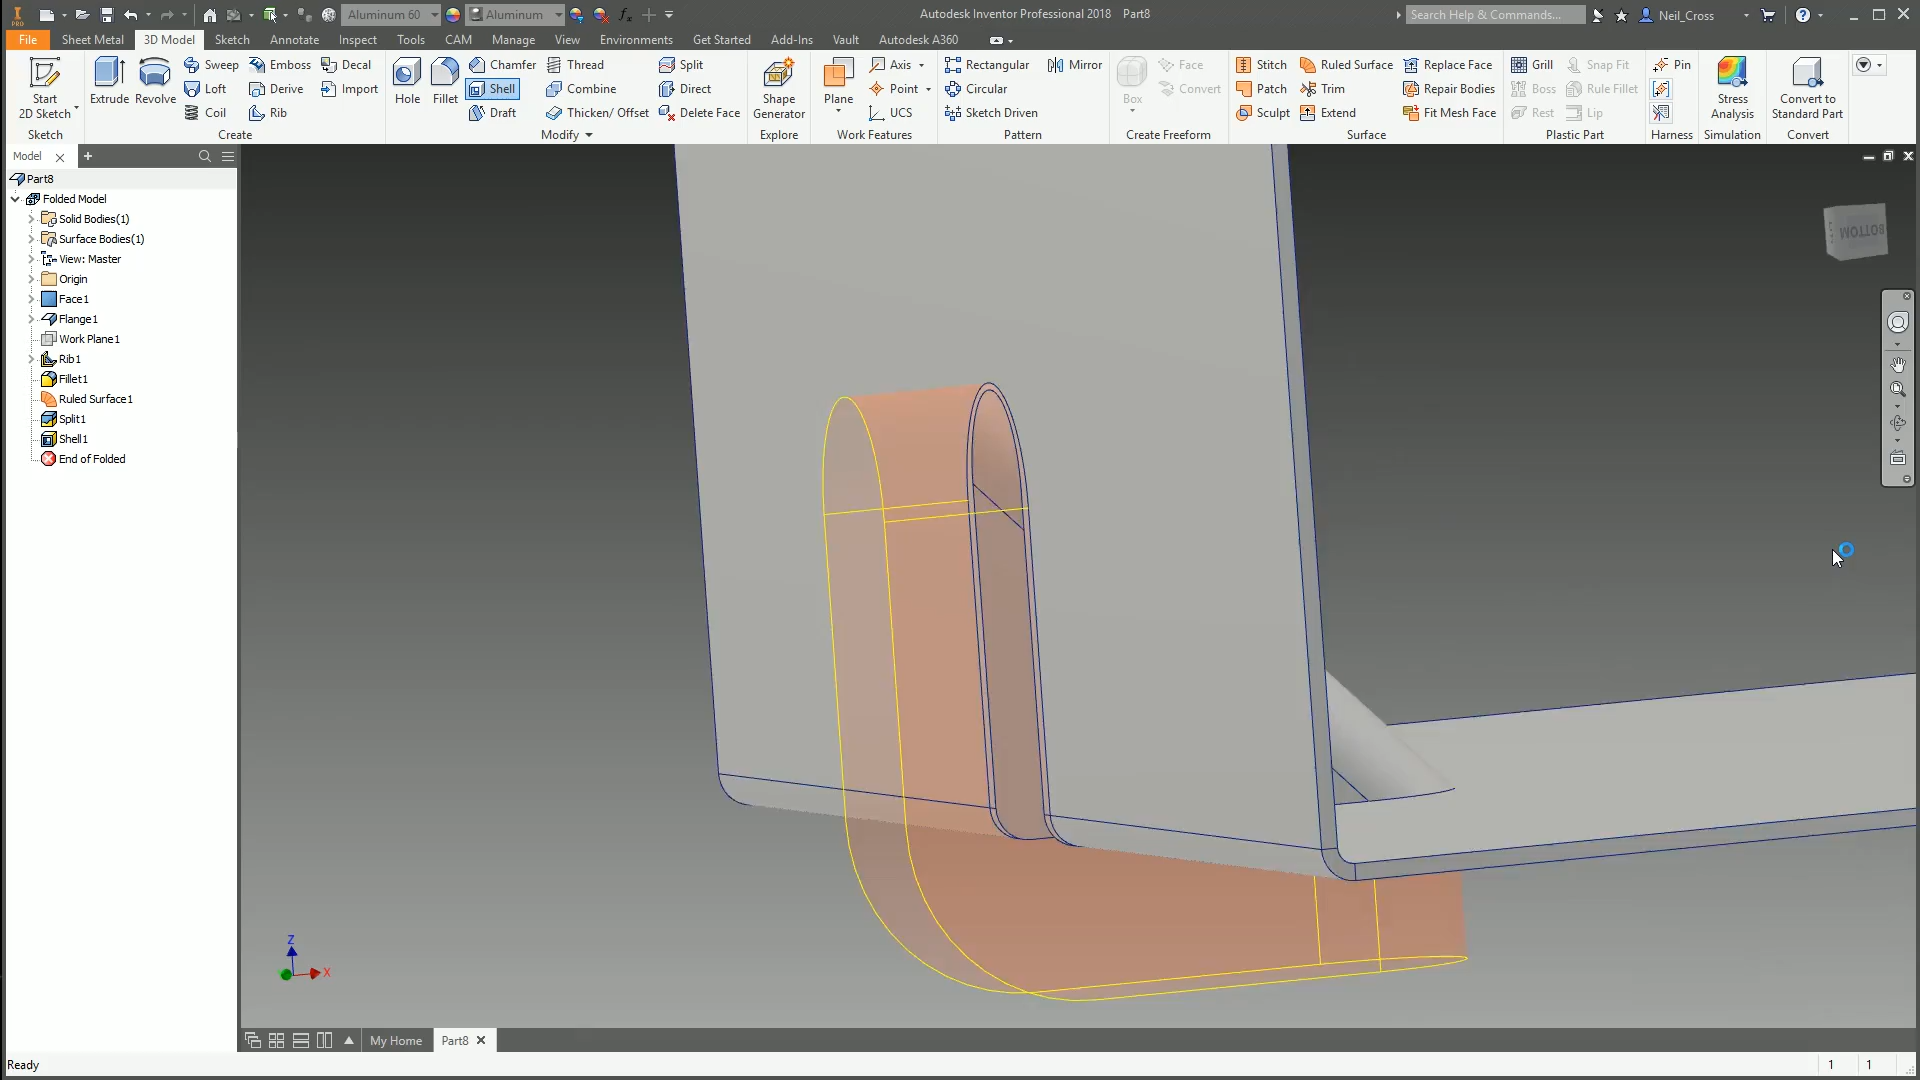 Aluminum 60
Aluminum
Autodesk Inventor Professional 2018 Part8
Search Help & Commands...
Neil_Cross
File Sheet Metal 3D Model Sketch Annotate Inspect Tools CAM Manage View Environments Get Started Add-Ins Vault Autodesk A360
Start 2D Sketch
Sketch
Extrude Revolve
Sweep
Loft
Coil
Emboss
Derive
Rib
Decal
Import
Create
Hole Fillet
Chamfer
Shell
Draft
Thread
Combine
Thicken/ Offset
Split
Direct
Delete Face
Modify
Shape Generator
Explore
Plane
Axis
Point
UCS
Work Features
Rectangular
Circular
Sketch Driven
Mirror
Pattern
Box
Face
Convert
Create Freeform
Stitch
Patch
Sculpt
Ruled Surface
Trim
Extend
Replace Face
Repair Bodies
Fit Mesh Face
Surface
Grill
Boss
Rest
Snap Fit
Rule Fillet
Lip
Plastic Part
Pin
Harness
Stress Analysis
Simulation
Convert to Standard Part
Convert
Model
Part8
Folded Model
Solid Bodies(1)
Surface Bodies(1)
View: Master
Origin
Face1
Flange1
Work Plane1
Rib1
Fillet1
Ruled Surface1
Split1
Shell1
End of Folded
BOTTOM
Z
X
My Home Part8
Ready
1 1